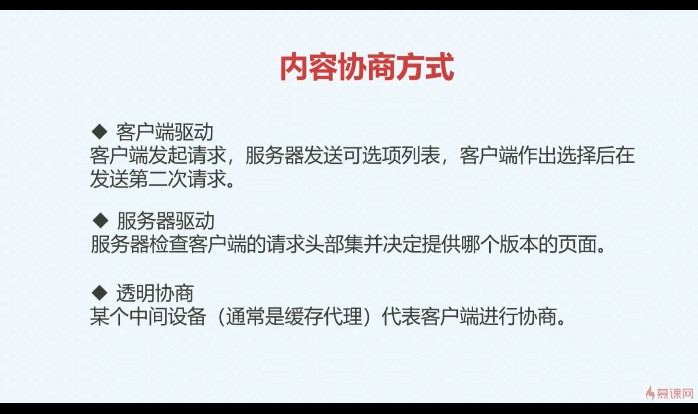 内容协商方式
◆ 客户端驱动
客户端发起请求，服务器发送可选项列表，客户端作出选择后在
发送第二次请求。
◆ 服务器驱动
服务器检查客户端的请求头部集并决定提供哪个版本的页面。
◆ 透明协商
某个中间设备（通常是缓存代理）代表客户端进行协商。
慕课网